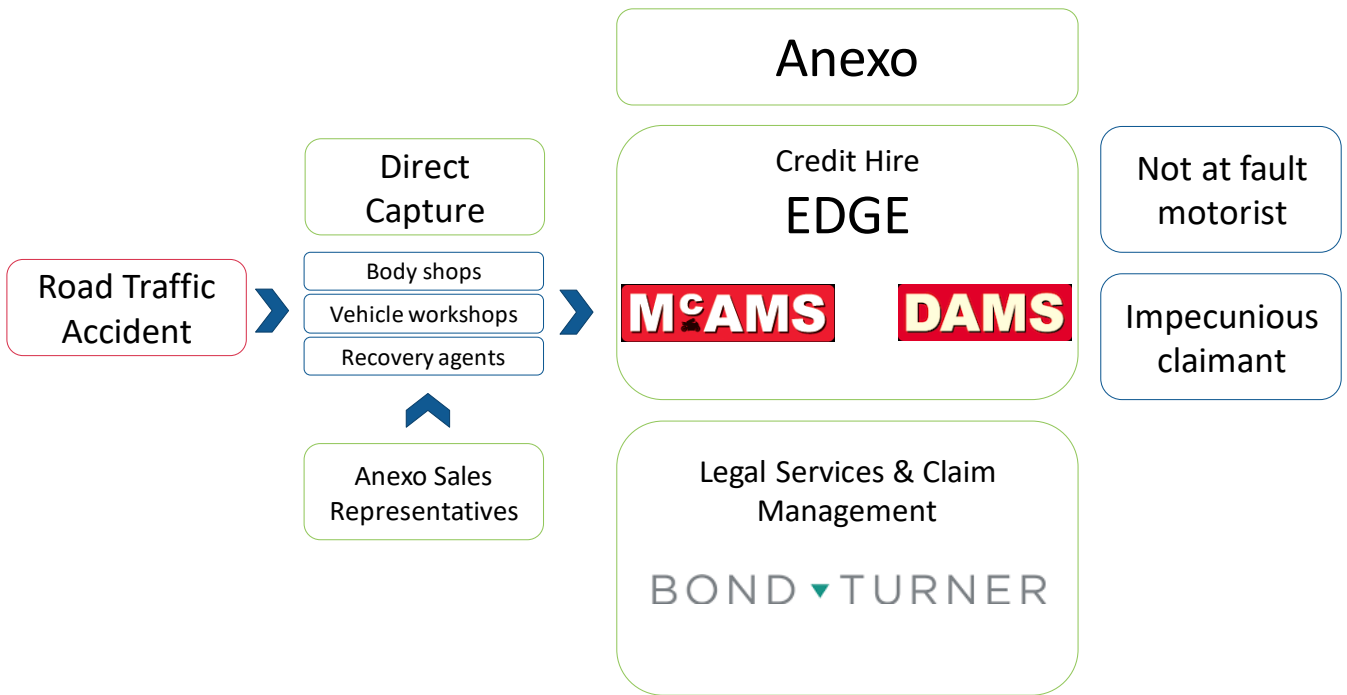 Anexo
Road Traffic
Accident
Direct
Capture
Body shops
Vehicle workshops
Recovery agents
Anexo Sales
Representatives
Credit Hire
EDGE
McAMS
DAMS
Legal Services & Claim
Management
BOND TURNER
Not at fault
motorist
Impecunious
claimant